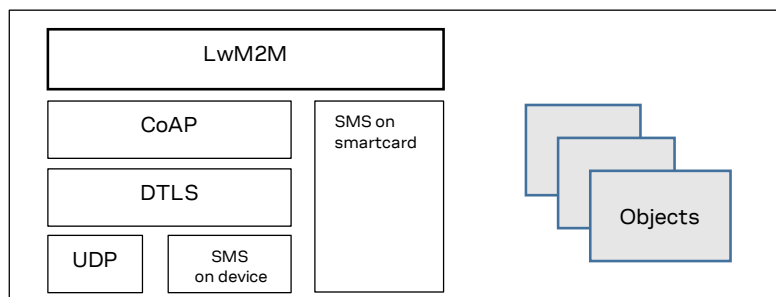 LwM2M
CoAP
SMS on
smartcard
DTLS
UDP
SMS
on device
Objects